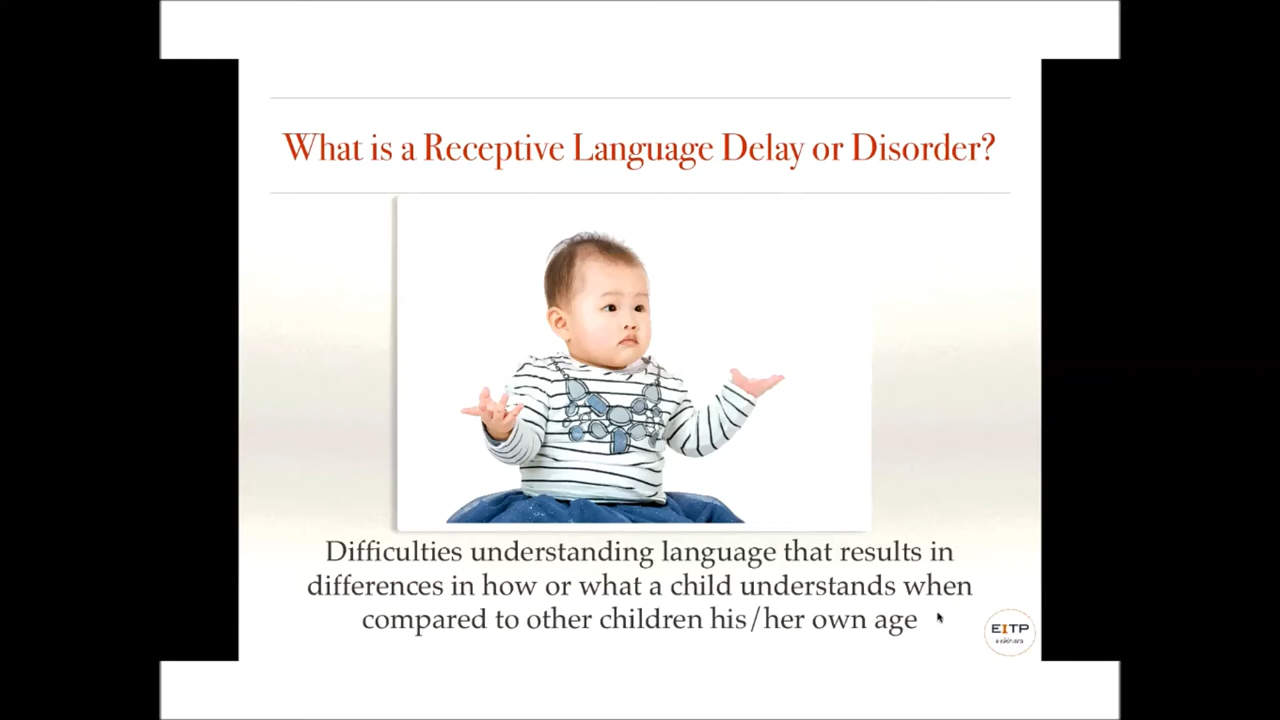 What is a Receptive Language Delay or Disorder?
Difficulties understanding language that results in
differences in how or what a child understands when
compared to other children his/her own age
EITP
webinars